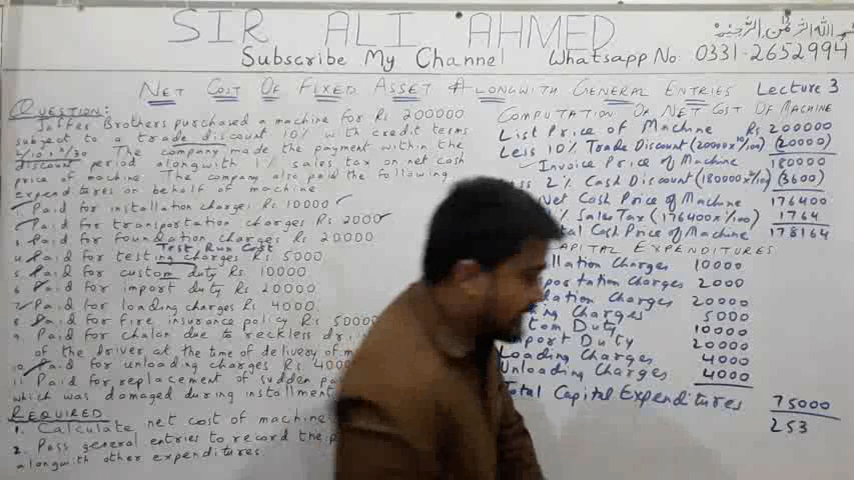 SIR ALI AHMED
Subscribe My Channel Whatsapp No: 0331-2652994
NET COST OF FIXED ASSET ALONGWITH GENERAL ENTRIES Lecture 3
QUESTION:
Jaffer Brothers purchased a machine for Rs 200000
subject to a trade discount 10% with credit terms
2/10, n/30. The company made the payment within the
discount period alongwith 1% sales tax on net cash
price of machine. The company also paid the following
expenditures on behalf of machine
1. Paid for installation charges Rs 10000
2. Paid for transportation charges Rs 2000
3. Paid for foundation charges Rs 20000
Test, Run Cost
4. Paid for testing charges Rs 5000
5. Paid for custom duty Rs 10000
6. Paid for import duty Rs 20000
7. Paid for loading charges Rs 4000
8. Paid for fire insurance policy Rs 50000
9. Paid for chalan due to reckless
of the driver at the time of delivery of
10. Paid for unloading charges Rs 4000
11. Paid for replacement of sudden
which was damaged during installment
REQUIRED
1. Calculate net cost of machine
2. Pass general entries to record the
alongwith other expenditures.
COMPUTATION OF NET COST OF MACHINE
List Price of Machine Rs 200000
Less 10% Trade Discount (200000x10/100) (20000)
Invoice Price of Machine 180000
2% Cash Discount (180000x2/100) (3600)
Net Cash Price of Machine 176400
Sales Tax (176400x1/100) 1764
Cash Price of Machine 178164
CAPITAL EXPENDITURES
Charges 10000
Charges 2000
Charges 20000
Charges 5000
Duty 10000
Duty 20000
Loading Charges 4000
Unloading Charges 4000
Total Capital Expenditures 75000
253